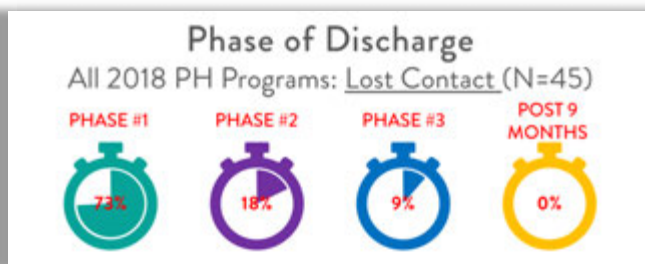 Phase of Discharge
All 2018 PH Programs: Lost Contact (N=45)
PHASE #1
PHASE #2
PHASE #3
POST 9
MONTHS
73%
18%
9%
0%